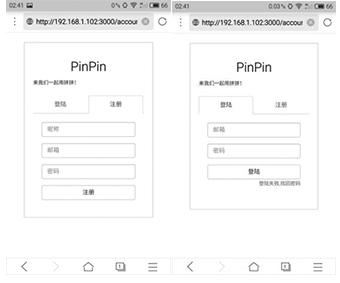 02:41
0%
66
http://192.168.1.102:3000/accour
PinPin
来我们一起用拼拼！
登陆
注册
昵称
邮箱
密码
注册
1
02:41
0.03%
66
http://192.168.1.102:3000/accour
PinPin
来我们一起用拼拼！
登陆
注册
邮箱
密码
登陆
登陆失败,找回密码
1